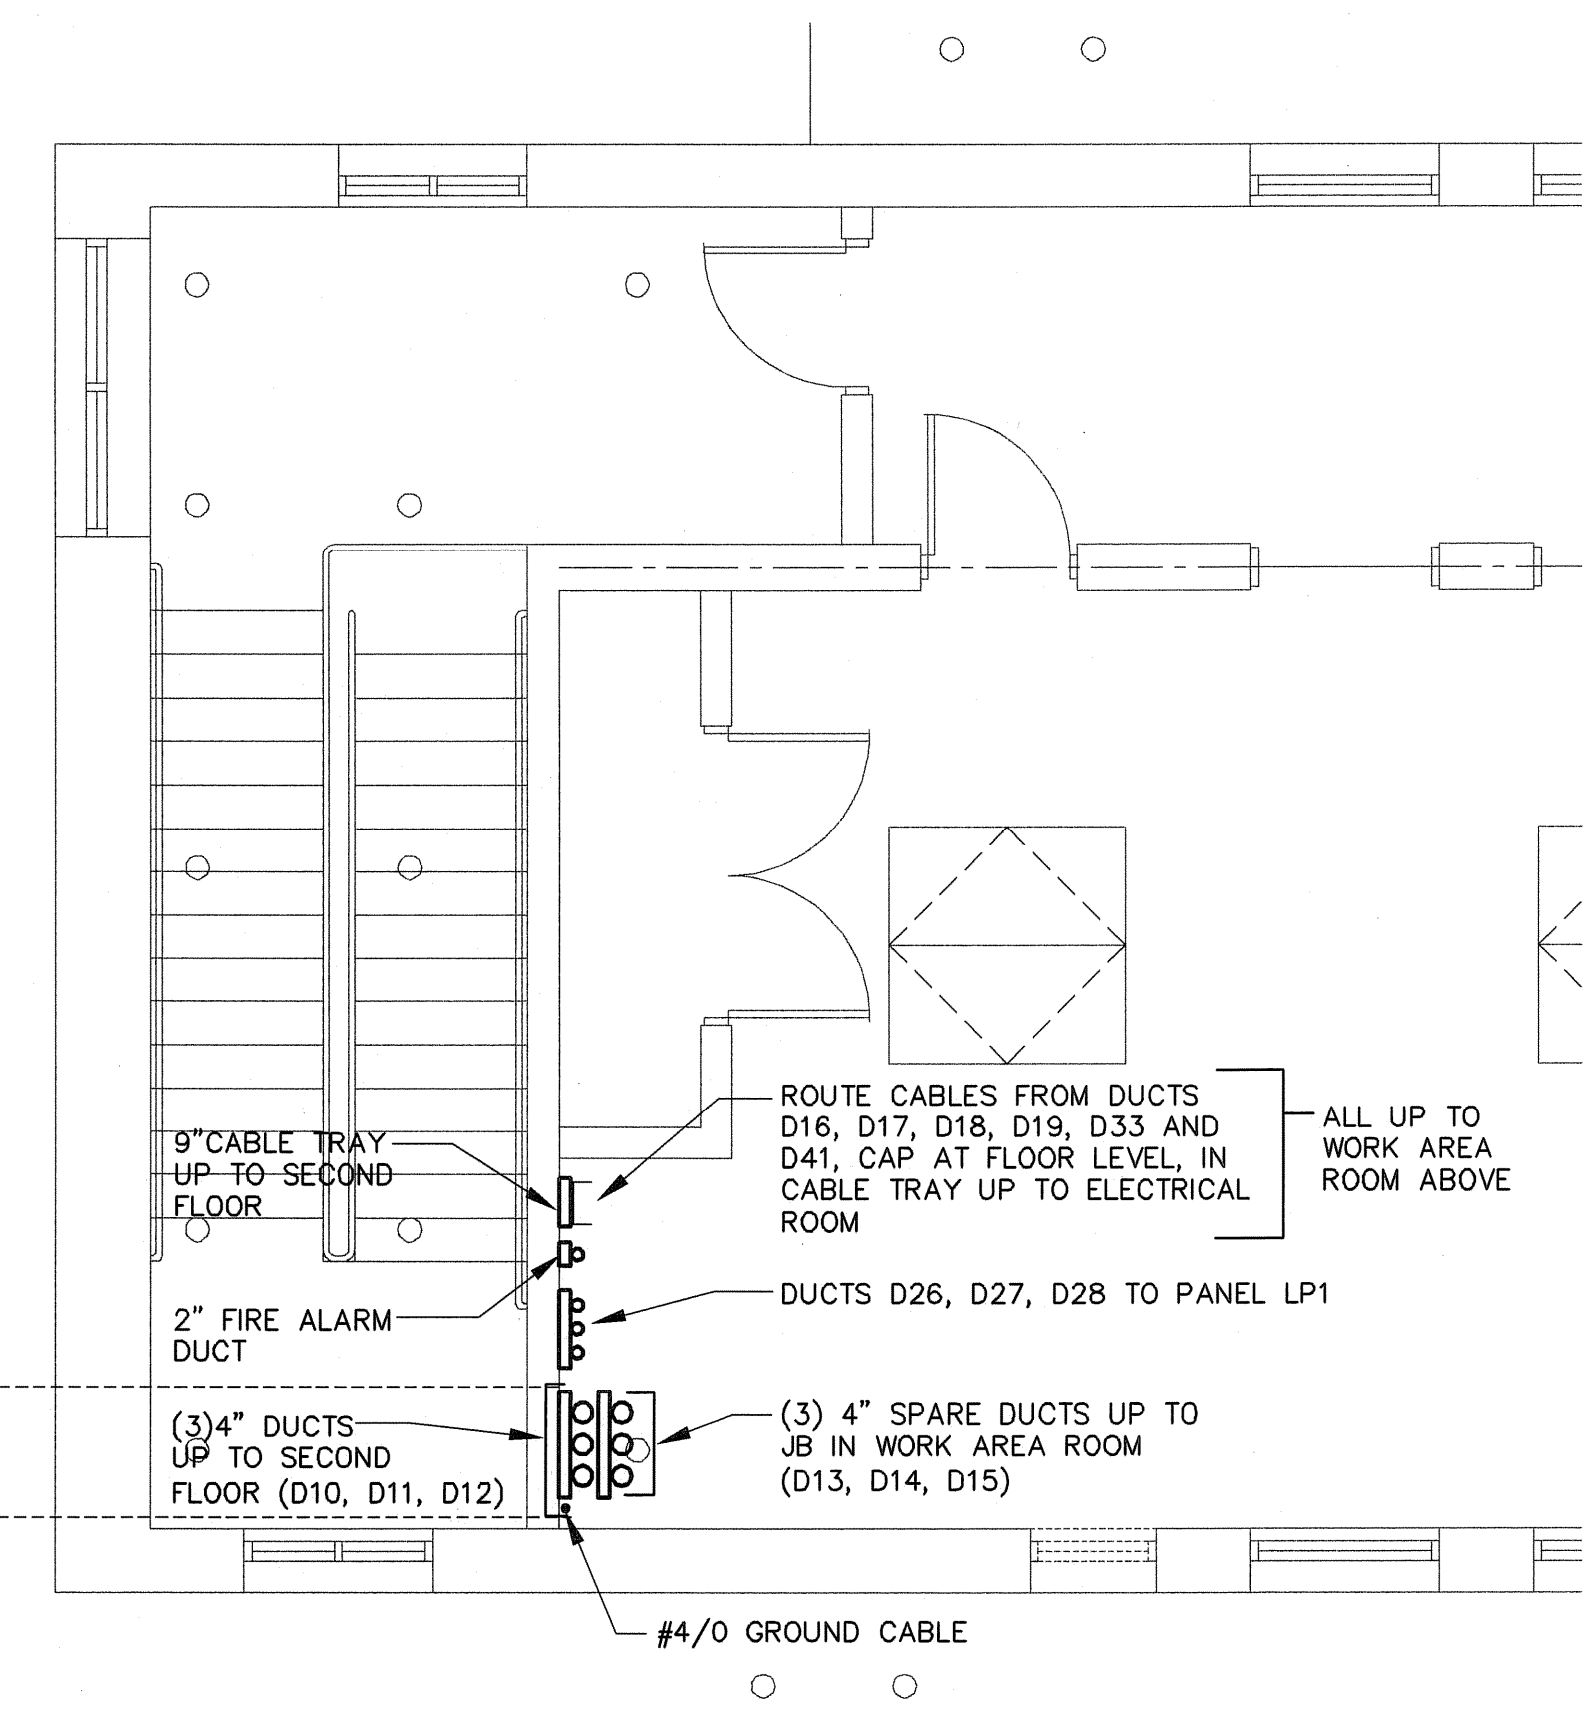 ROUTE CABLES FROM DUCTS
D16, D17, D18, D19, D33 AND
D41, CAP AT FLOOR LEVEL, IN
CABLE TRAY UP TO ELECTRICAL
ROOM
ALL UP TO
WORK AREA
ROOM ABOVE
9”CABLE TRAY
UP TO SECOND
FLOOR
DUCTS D26, D27, D28 TO PANEL LP1
2” FIRE ALARM
DUCT
(3)4” DUCTS
UP TO SECOND
FLOOR (D10, D11, D12)
(3) 4” SPARE DUCTS UP TO
JB IN WORK AREA ROOM
(D13, D14, D15)
#4/0 GROUND CABLE